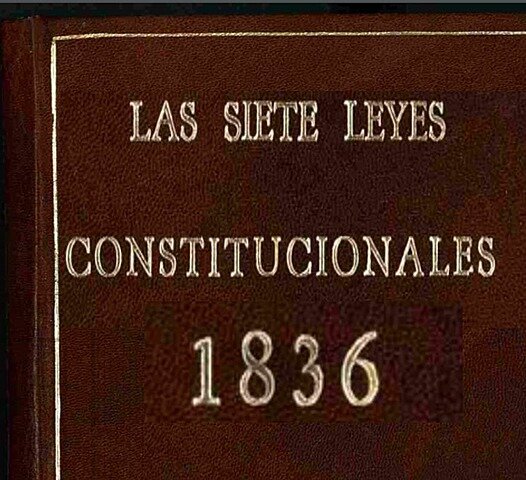 LAS SIETE LEYES
CONSTITUCIONALES
1836